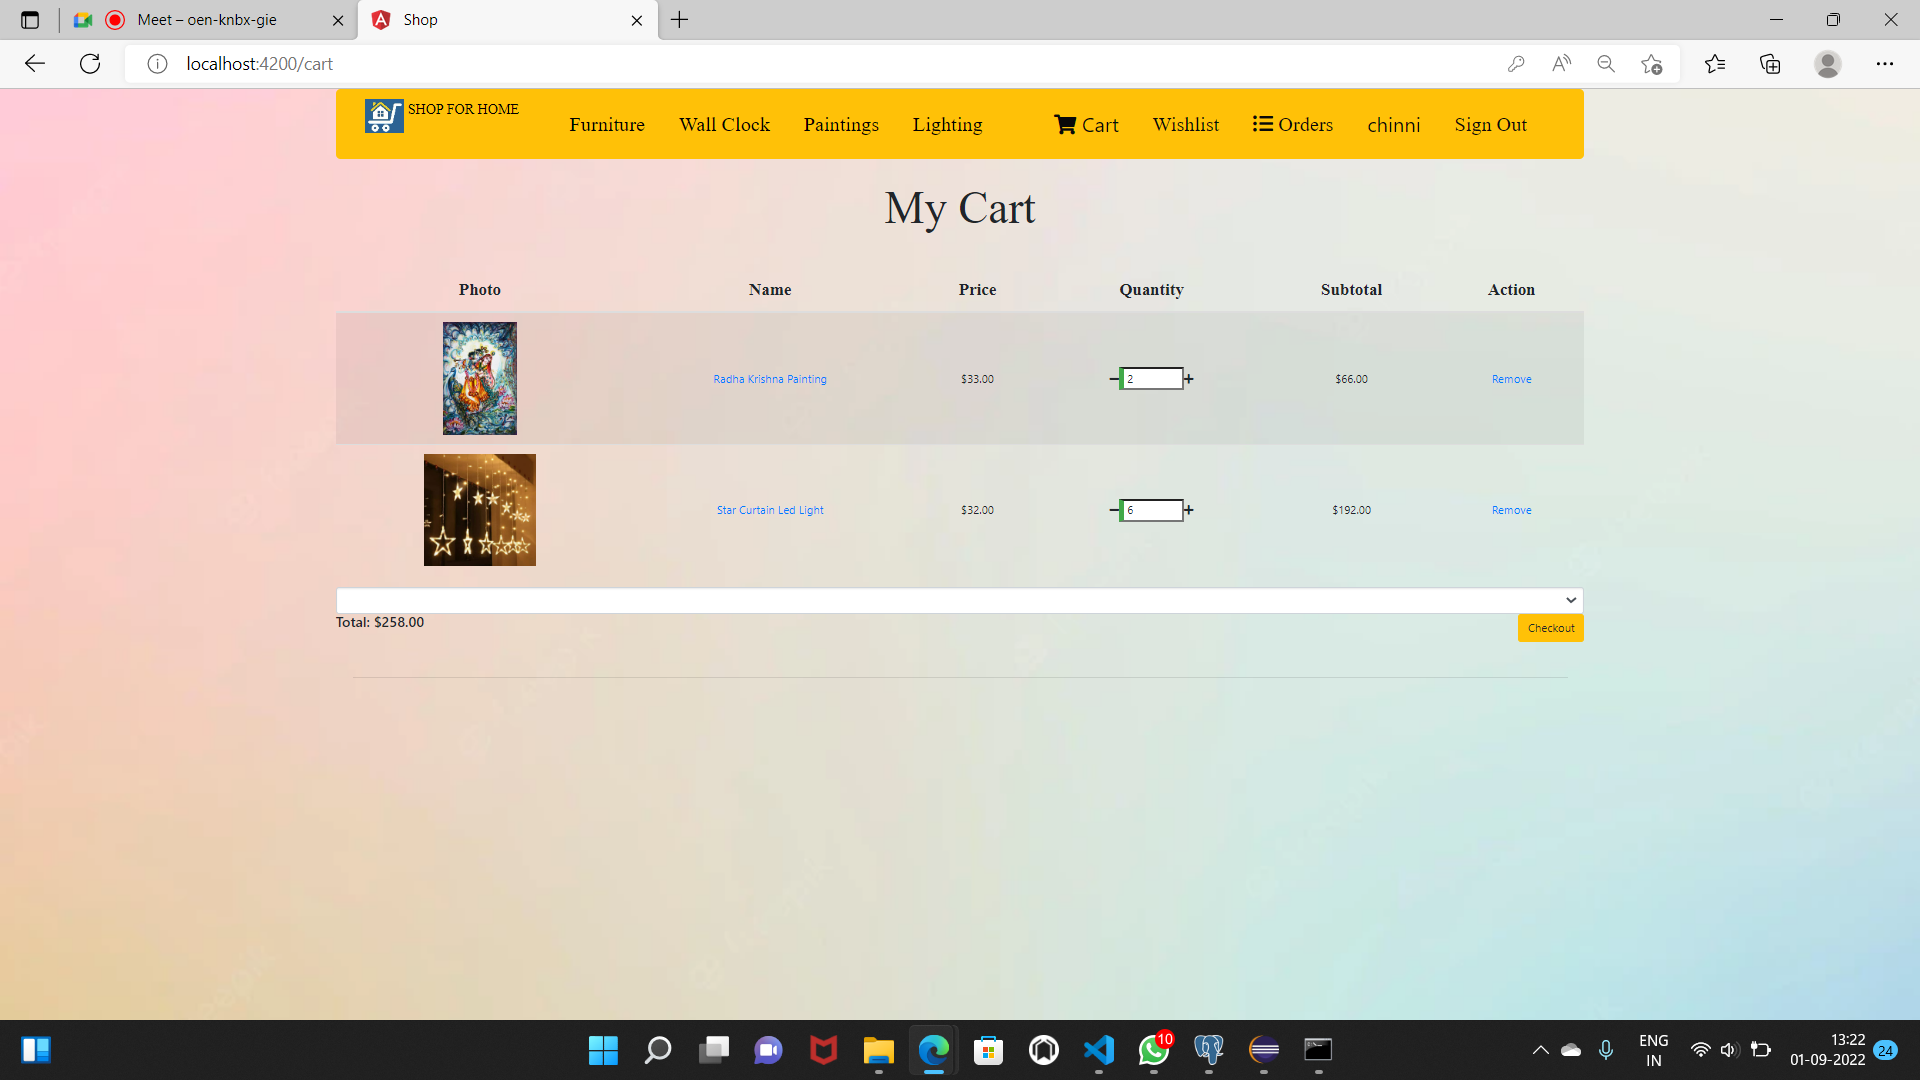 Meet – oen-knbx-gie
Shop
localhost:4200/cart
SHOP FOR HOME
Furniture
Wall Clock
Paintings
Lighting
Cart
Wishlist
Orders
chinni
Sign Out
My Cart
Photo Name Price Quantity Subtotal Action
Radha Krishna Painting $33.00 2 $66.00 Remove
Star Curtain Led Light $32.00 6 $192.00 Remove
Total: $258.00
Checkout
10
ENG
IN
13:22
01-09-2022
24